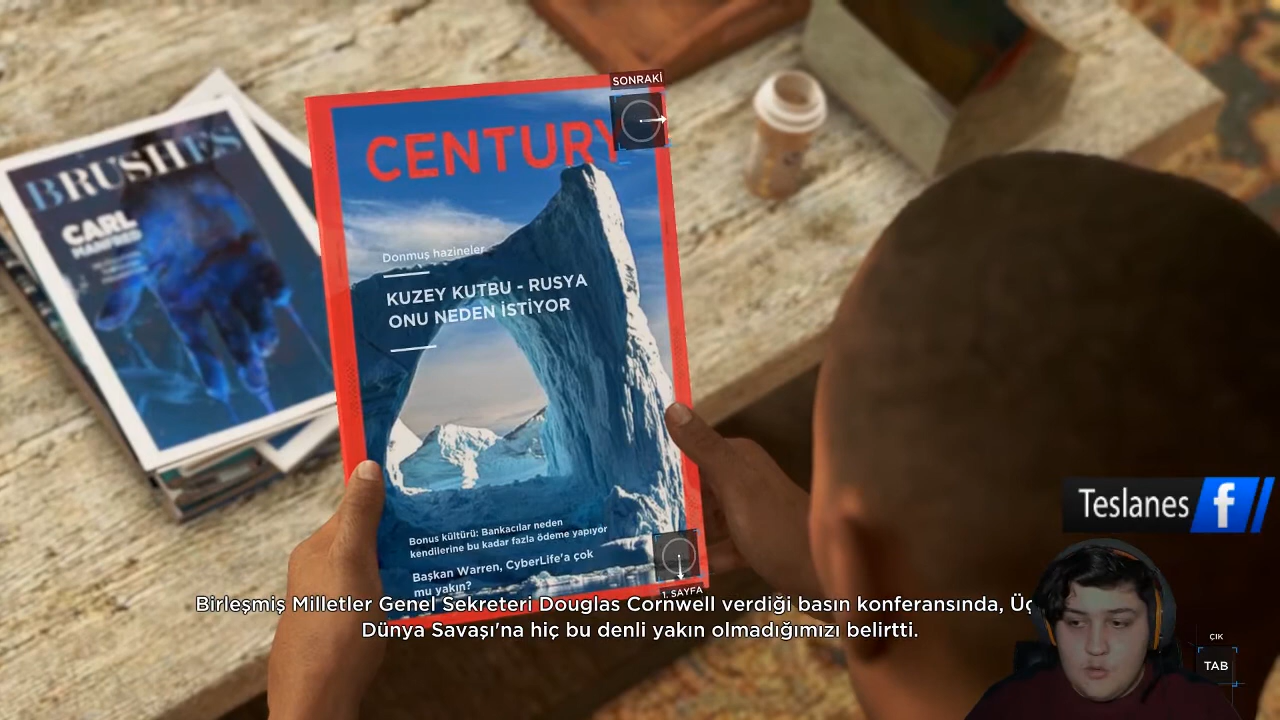 SONRAKİ
CENTURY
BRUSHES
CARL
MANFRED
Donmuş hazineler
KUZEY KUTBU - RUSYA
ONU NEDEN İSTİYOR
Bonus kültürü: Bankacılar neden
kendilerine bu kadar fazla ödeme yapıyor
Başkan Warren, CyberLife'a çok
mu yakın?
1. SAYFA
Birleşmiş Milletler Genel Sekreteri Douglas Cornwell verdiği basın konferansında,
Dünya Savaşı'na hiç bu denli yakın olmadığımızı belirtti.
Teslanes f
ÇIK
TAB